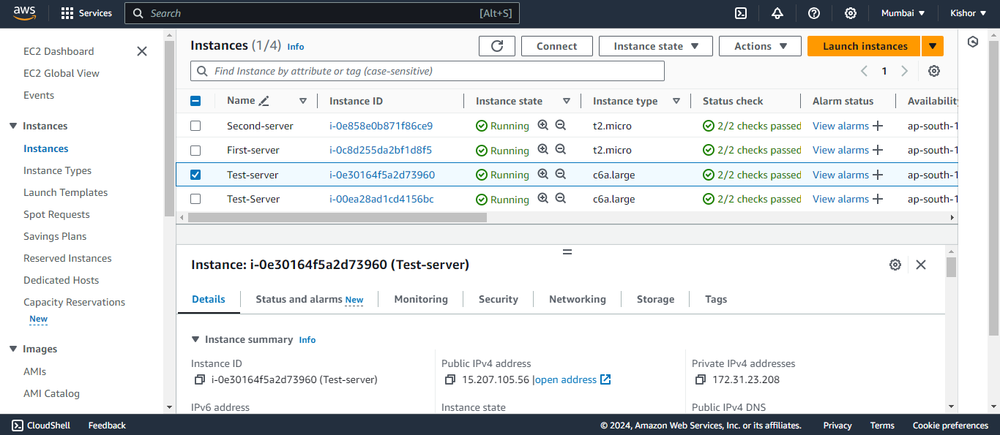 aws Services Search [Alt+S] Mumbai Kishor
EC2 Dashboard
EC2 Global View
Events
Instances
Instances
Instance Types
Launch Templates
Spot Requests
Savings Plans
Reserved Instances
Dedicated Hosts
Capacity Reservations
New
Images
AMIs
AMI Catalog
Instances (1/4) Info Connect Instance state Actions Launch instances
Find Instance by attribute or tag (case-sensitive) 1
Name Instance ID Instance state Instance type Status check Alarm status Availability
Second-server i-0e858e0b871f86ce9 Running t2.micro 2/2 checks passed View alarms ap-south-1
First-server i-0c8d255da2bf1d8f5 Running t2.micro 2/2 checks passed View alarms ap-south-1
Test-server i-0e30164f5a2d73960 Running c6a.large 2/2 checks passed View alarms ap-south-1
Test-Server i-00ea28ad1cd4156bc Running c6a.large 2/2 checks passed View alarms ap-south-1
Instance: i-0e30164f5a2d73960 (Test-server)
Details Status and alarms New Monitoring Security Networking Storage Tags
Instance summary Info
Instance ID Public IPv4 address Private IPv4 addresses
i-0e30164f5a2d73960 (Test-server) 15.207.105.56 |open address 172.31.23.208
IPv6 address Instance state Public IPv4 DNS
CloudShell Feedback © 2024, Amazon Web Services, Inc. or its affiliates. Privacy Terms Cookie preferences